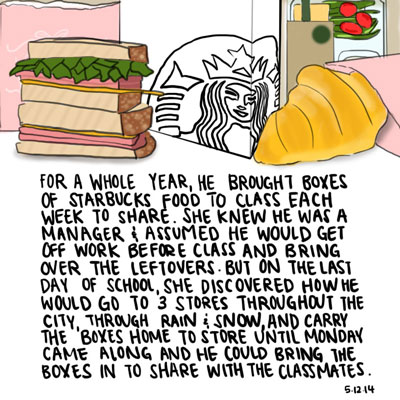 FOR A WHOLE YEAR, HE BROUGHT BOXES
OF STARBUCKS FOOD TO CLASS EACH
WEEK TO SHARE. SHE KNEW HE WAS A
MANAGER & ASSUMED HE WOULD GET
OFF WORK BEFORE CLASS AND BRING
OVER THE LEFTOVERS. BUT ON THE LAST
DAY OF SCHOOL, SHE DISCOVERED HOW HE
WOULD GO TO 3 STORES THROUGHOUT THE
CITY, THROUGH RAIN & SNOW, AND CARRY
THE BOXES HOME TO STORE UNTIL MONDAY
CAME ALONG AND HE COULD BRING THE
BOXES IN TO SHARE WITH THE CLASSMATES.
5.12.14